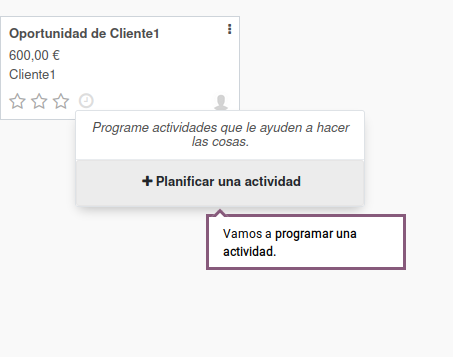 Oportunidad de Cliente1
600,00 €
Cliente1
Programe actividades que le ayuden a hacer
las cosas.
+ Planificar una actividad
Vamos a programar una
actividad.